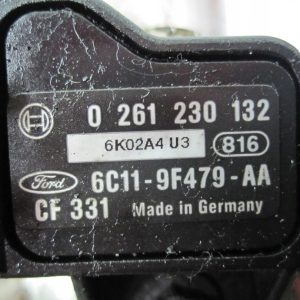 0 261 230 132
6K02A4 U3 816
Ford 6C11-9F479-AA
CF 331 Made in Germany